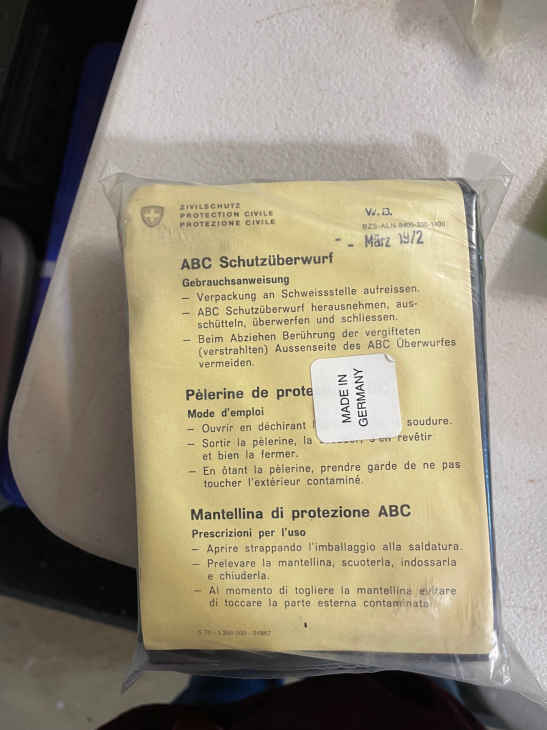 ZIVILSCHUTZ
PROTECTION CIVILE
PROTEZIONE CIVILE
W.B.
März 1972
ABC Schutzüberwurf
Gebrauchsanweisung
— Verpackung an Schweissstelle aufreissen.
— ABC Schutzüberwurf herausnehmen, aus-
schütteln, überwerfen und schliessen.
— Beim Abziehen Berührung der vergifteten
(verstrahlten) Aussenseite des ABC Überwurfes
vermeiden.
Pèlerine de prote
MADE IN
GERMANY
Mode d'emploi
— Ouvrir en déchirant l soudure.
— Sortir la pèlerine, la s'en revêtir
et bien la fermer.
— En ôtant la pèlerine, prendre garde de ne pas
toucher l'extérieur contaminé.
Mantellina di protezione ABC
Prescrizioni per l'uso
— Aprire strappando l'imballaggio alla saldatura.
— Prelevare la mantellina, scuoterla, indossarla
e chiuderla.
— Al momento di togliere la mantellina evitare
di toccare la parte esterna contaminata.